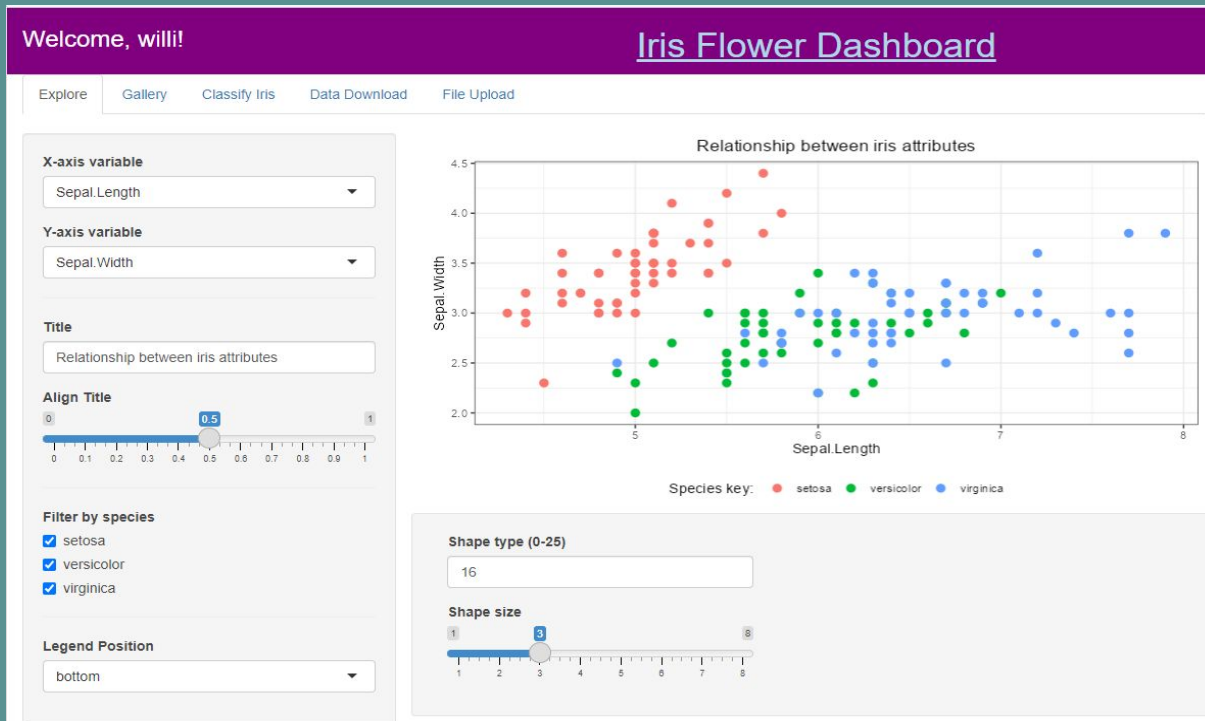 Welcome, willi!
Iris Flower Dashboard
Explore Gallery Classify Iris Data Download File Upload
X-axis variable
Sepal.Length
Y-axis variable
Sepal.Width
Title
Relationship between iris attributes
Align Title
0 0.5 1
0 0.1 0.2 0.3 0.4 0.5 0.6 0.7 0.8 0.9 1
Filter by species
setosa
versicolor
virginica
Legend Position
bottom
Relationship between iris attributes
Sepal.Width
4.5
4.0
3.5
3.0
2.5
2.0
5 6 7 8
Sepal.Length
Species key: setosa versicolor virginica
Shape type (0-25)
16
Shape size
1 3 8
1 2 3 4 5 6 7 8